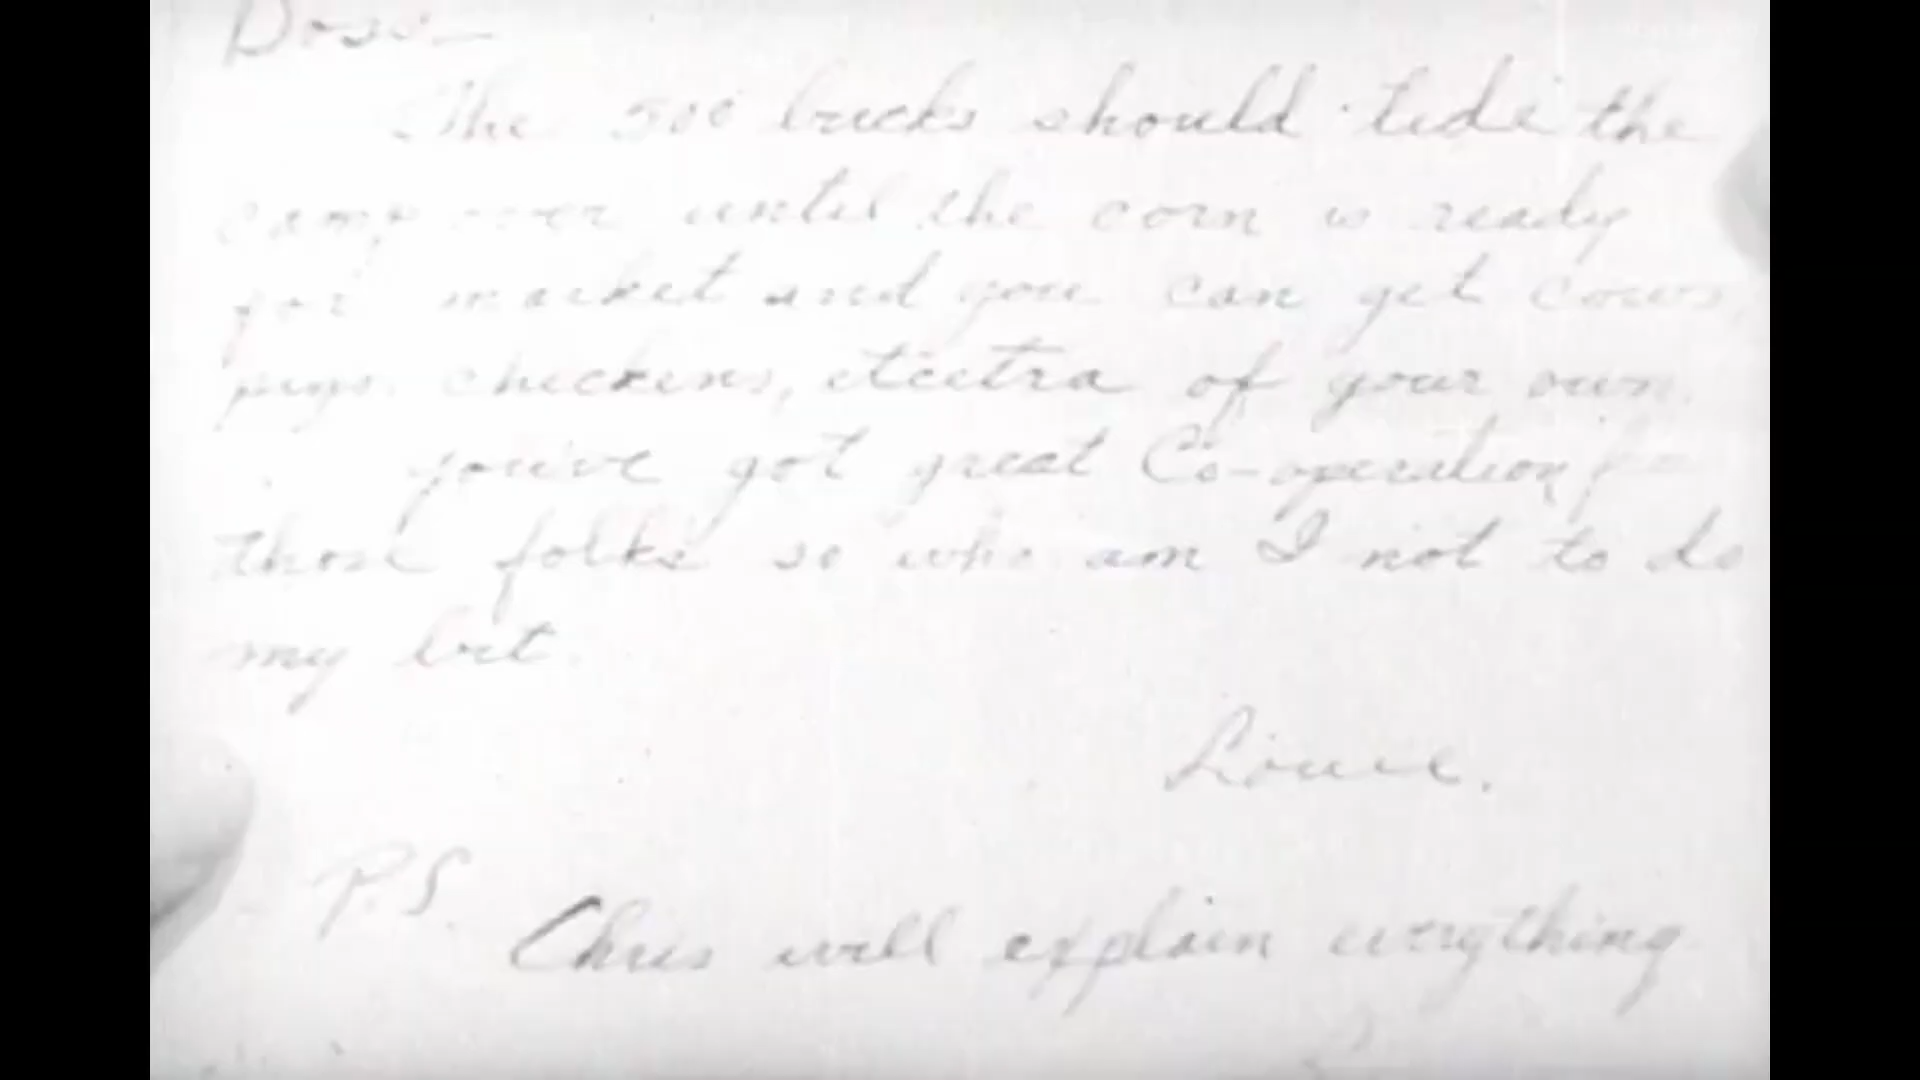 Boss—
The 500 bucks should tide the
camp over until the corn is ready
for market and you can get cows,
pigs, chickens, etcetra of your own.
you've got great Co-operation
those folks so who am I not to do
my bit.
Louie.
P.S.
Chris will explain everything